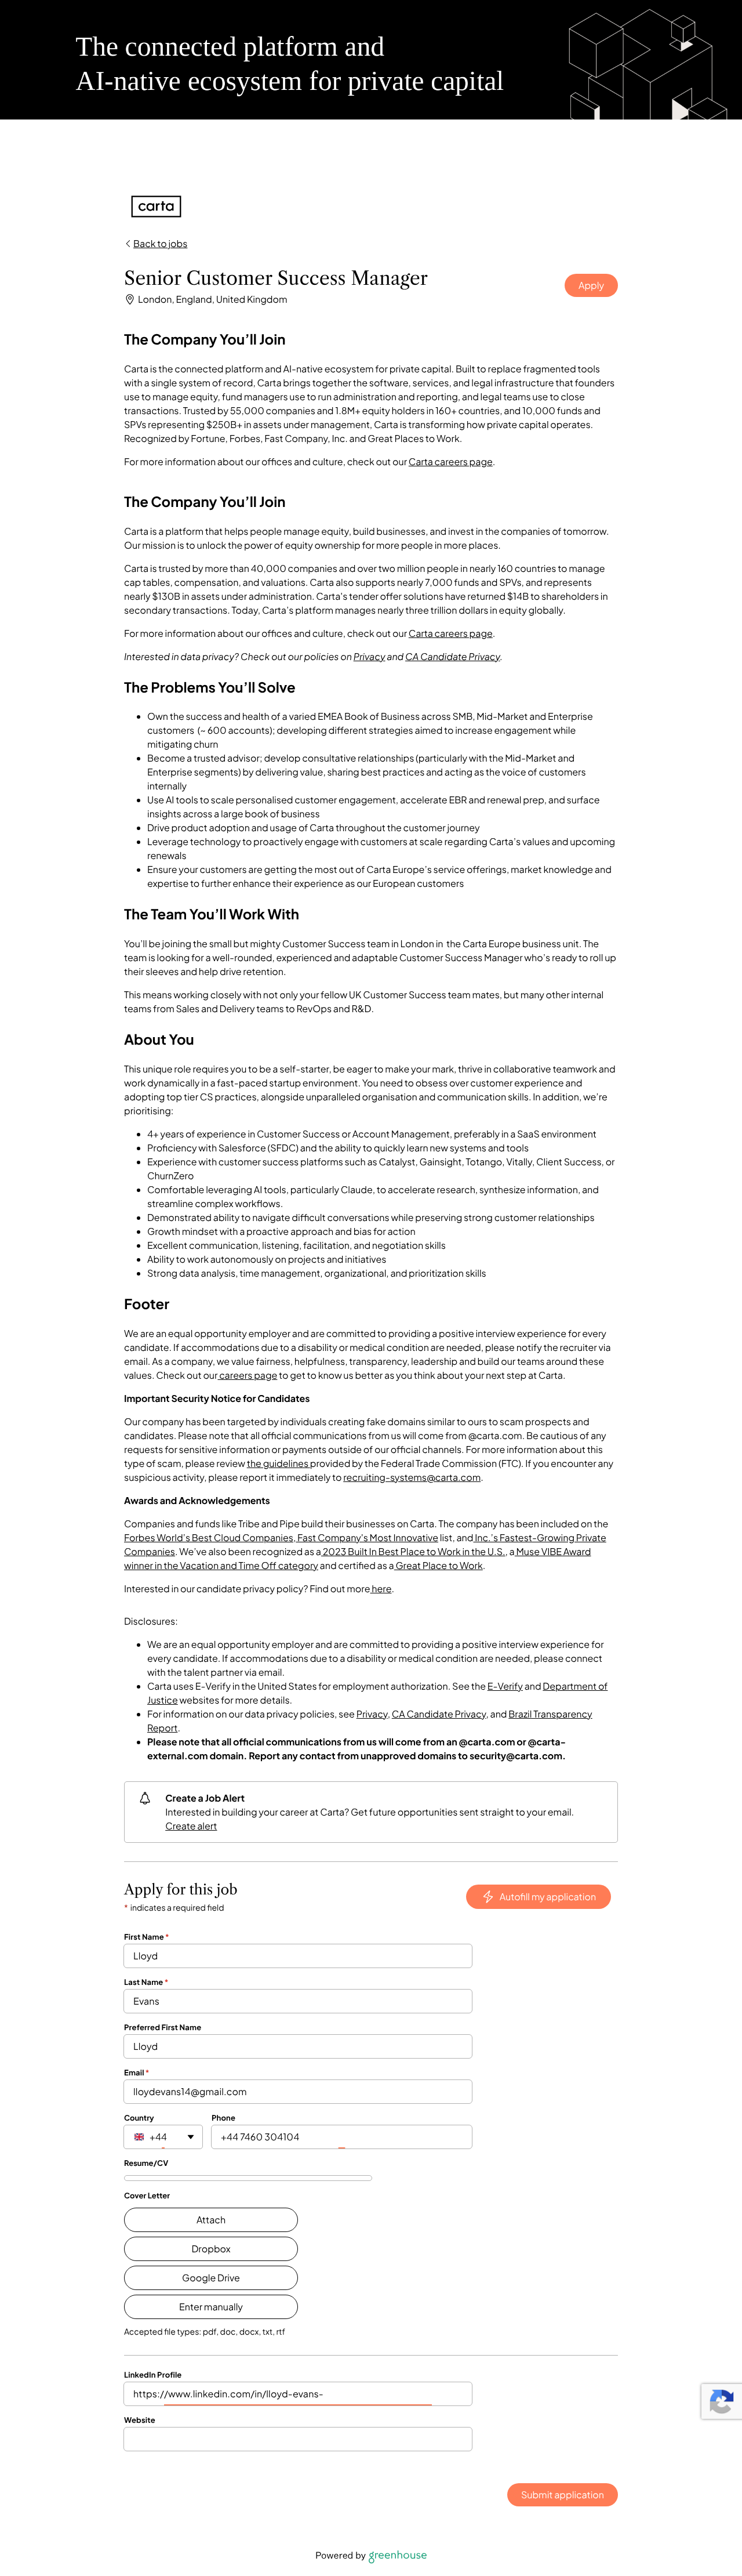 The connected platform and
AI-native ecosystem for private capital
carta
Back to jobs
Senior Customer Success Manager
Apply
London, England, United Kingdom
The Company You'll Join
Carta is the connected platform and AI-native ecosystem for private capital. Built to replace fragmented tools
with a single system of record, Carta brings together the software, services, and legal infrastructure that founders
use to manage equity, fund managers use to run administration and reporting, and legal teams use to close
transactions. Trusted by 55,000 companies and 1.8M+ equity holders in 160+ countries, and 10,000 funds and
SPVs representing $250B+ in assets under management, Carta is transforming how private capital operates.
Recognized by Fortune, Forbes, Fast Company, Inc. and Great Places to Work.
For more information about our offices and culture, check out our Carta careers page.
The Company You'll Join
Carta is a platform that helps people manage equity, build businesses, and invest in the companies of tomorrow.
Our mission is to unlock the power of equity ownership for more people in more places.
Carta is trusted by more than 40,000 companies and over two million people in nearly 160 countries to manage
cap tables, compensation, and valuations. Carta also supports nearly 7,000 funds and SPVs, and represents
nearly $130B in assets under administration. Carta's tender offer solutions have returned $14B to shareholders in
secondary transactions. Today, Carta's platform manages nearly three trillion dollars in equity globally.
For more information about our offices and culture, check out our Carta careers page.
Interested in data privacy? Check out our policies on Privacy and CA Candidate Privacy.
The Problems You'll Solve
Own the success and health of a varied EMEA Book of Business across SMB, Mid-Market and Enterprise
customers (~ 600 accounts); developing different strategies aimed to increase engagement while
mitigating churn
Become a trusted advisor; develop consultative relationships (particularly with the Mid-Market and
Enterprise segments) by delivering value, sharing best practices and acting as the voice of customers
internally
Use AI tools to scale personalised customer engagement, accelerate EBR and renewal prep, and surface
insights across a large book of business
Drive product adoption and usage of Carta throughout the customer journey
Leverage technology to proactively engage with customers at scale regarding Carta's values and upcoming
renewals
Ensure your customers are getting the most out of Carta Europe's service offerings, market knowledge and
expertise to further enhance their experience as our European customers
The Team You'll Work With
You'll be joining the small but mighty Customer Success team in London in the Carta Europe business unit. The
team is looking for a well-rounded, experienced and adaptable Customer Success Manager who's ready to roll up
their sleeves and help drive retention.
This means working closely with not only your fellow UK Customer Success team mates, but many other internal
teams from Sales and Delivery teams to RevOps and R&D.
About You
This unique role requires you to be a self-starter, be eager to make your mark, thrive in collaborative teamwork and
work dynamically in a fast-paced startup environment. You need to obsess over customer experience and
adopting top tier CS practices, alongside unparalleled organisation and communication skills. In addition, we're
prioritising:
4+ years of experience in Customer Success or Account Management, preferably in a SaaS environment
Proficiency with Salesforce (SFDC) and the ability to quickly learn new systems and tools
Experience with customer success platforms such as Catalyst, Gainsight, Totango, Vitally, Client Success, or
ChurnZero
Comfortable leveraging AI tools, particularly Claude, to accelerate research, synthesize information, and
streamline complex workflows.
Demonstrated ability to navigate difficult conversations while preserving strong customer relationships
Growth mindset with a proactive approach and bias for action
Excellent communication, listening, facilitation, and negotiation skills
Ability to work autonomously on projects and initiatives
Strong data analysis, time management, organizational, and prioritization skills
Footer
We are an equal opportunity employer and are committed to providing a positive interview experience for every
candidate. If accommodations due to a disability or medical condition are needed, please notify the recruiter via
email. As a company, we value fairness, helpfulness, transparency, leadership and build our teams around these
values. Check out our careers page to get to know us better as you think about your next step at Carta.
Important Security Notice for Candidates
Our company has been targeted by individuals creating fake domains similar to ours to scam prospects and
candidates. Please note that all official communications from us will come from @carta.com. Be cautious of any
requests for sensitive information or payments outside of our official channels. For more information about this
type of scam, please review the guidelines provided by the Federal Trade Commission (FTC). If you encounter any
suspicious activity, please report it immediately to recruiting-systems@carta.com.
Awards and Acknowledgements
Companies and funds like Tribe and Pipe build their businesses on Carta. The company has been included on the
Forbes World's Best Cloud Companies, Fast Company's Most Innovative list, and Inc.'s Fastest-Growing Private
Companies. We've also been recognized as a 2023 Built In Best Place to Work in the U.S., a Muse VIBE Award
winner in the Vacation and Time Off category and certified as a Great Place to Work.
Interested in our candidate privacy policy? Find out more here.
Disclosures:
We are an equal opportunity employer and are committed to providing a positive interview experience for
every candidate. If accommodations due to a disability or medical condition are needed, please connect
with the talent partner via email.
Carta uses E-Verify in the United States for employment authorization. See the E-Verify and Department of
Justice websites for more details.
For information on our data privacy policies, see Privacy, CA Candidate Privacy, and Brazil Transparency
Report.
Please note that all official communications from us will come from an @carta.com or @carta-
external.com domain. Report any contact from unapproved domains to security@carta.com.
Create a Job Alert
Interested in building your career at Carta? Get future opportunities sent straight to your email.
Create alert
Apply for this job
Autofill my application
* indicates a required field
First Name *
Lloyd
Last Name *
Evans
Preferred First Name
Lloyd
Email *
lloydevans14@gmail.com
Country Phone
+44 +44 7460 304104
Resume/CV
Cover Letter
Attach
Dropbox
Google Drive
Enter manually
Accepted file types: pdf, doc, docx, txt, rtf
LinkedIn Profile
https://www.linkedin.com/in/lloyd-evans-
Website
Submit application
Powered by greenhouse